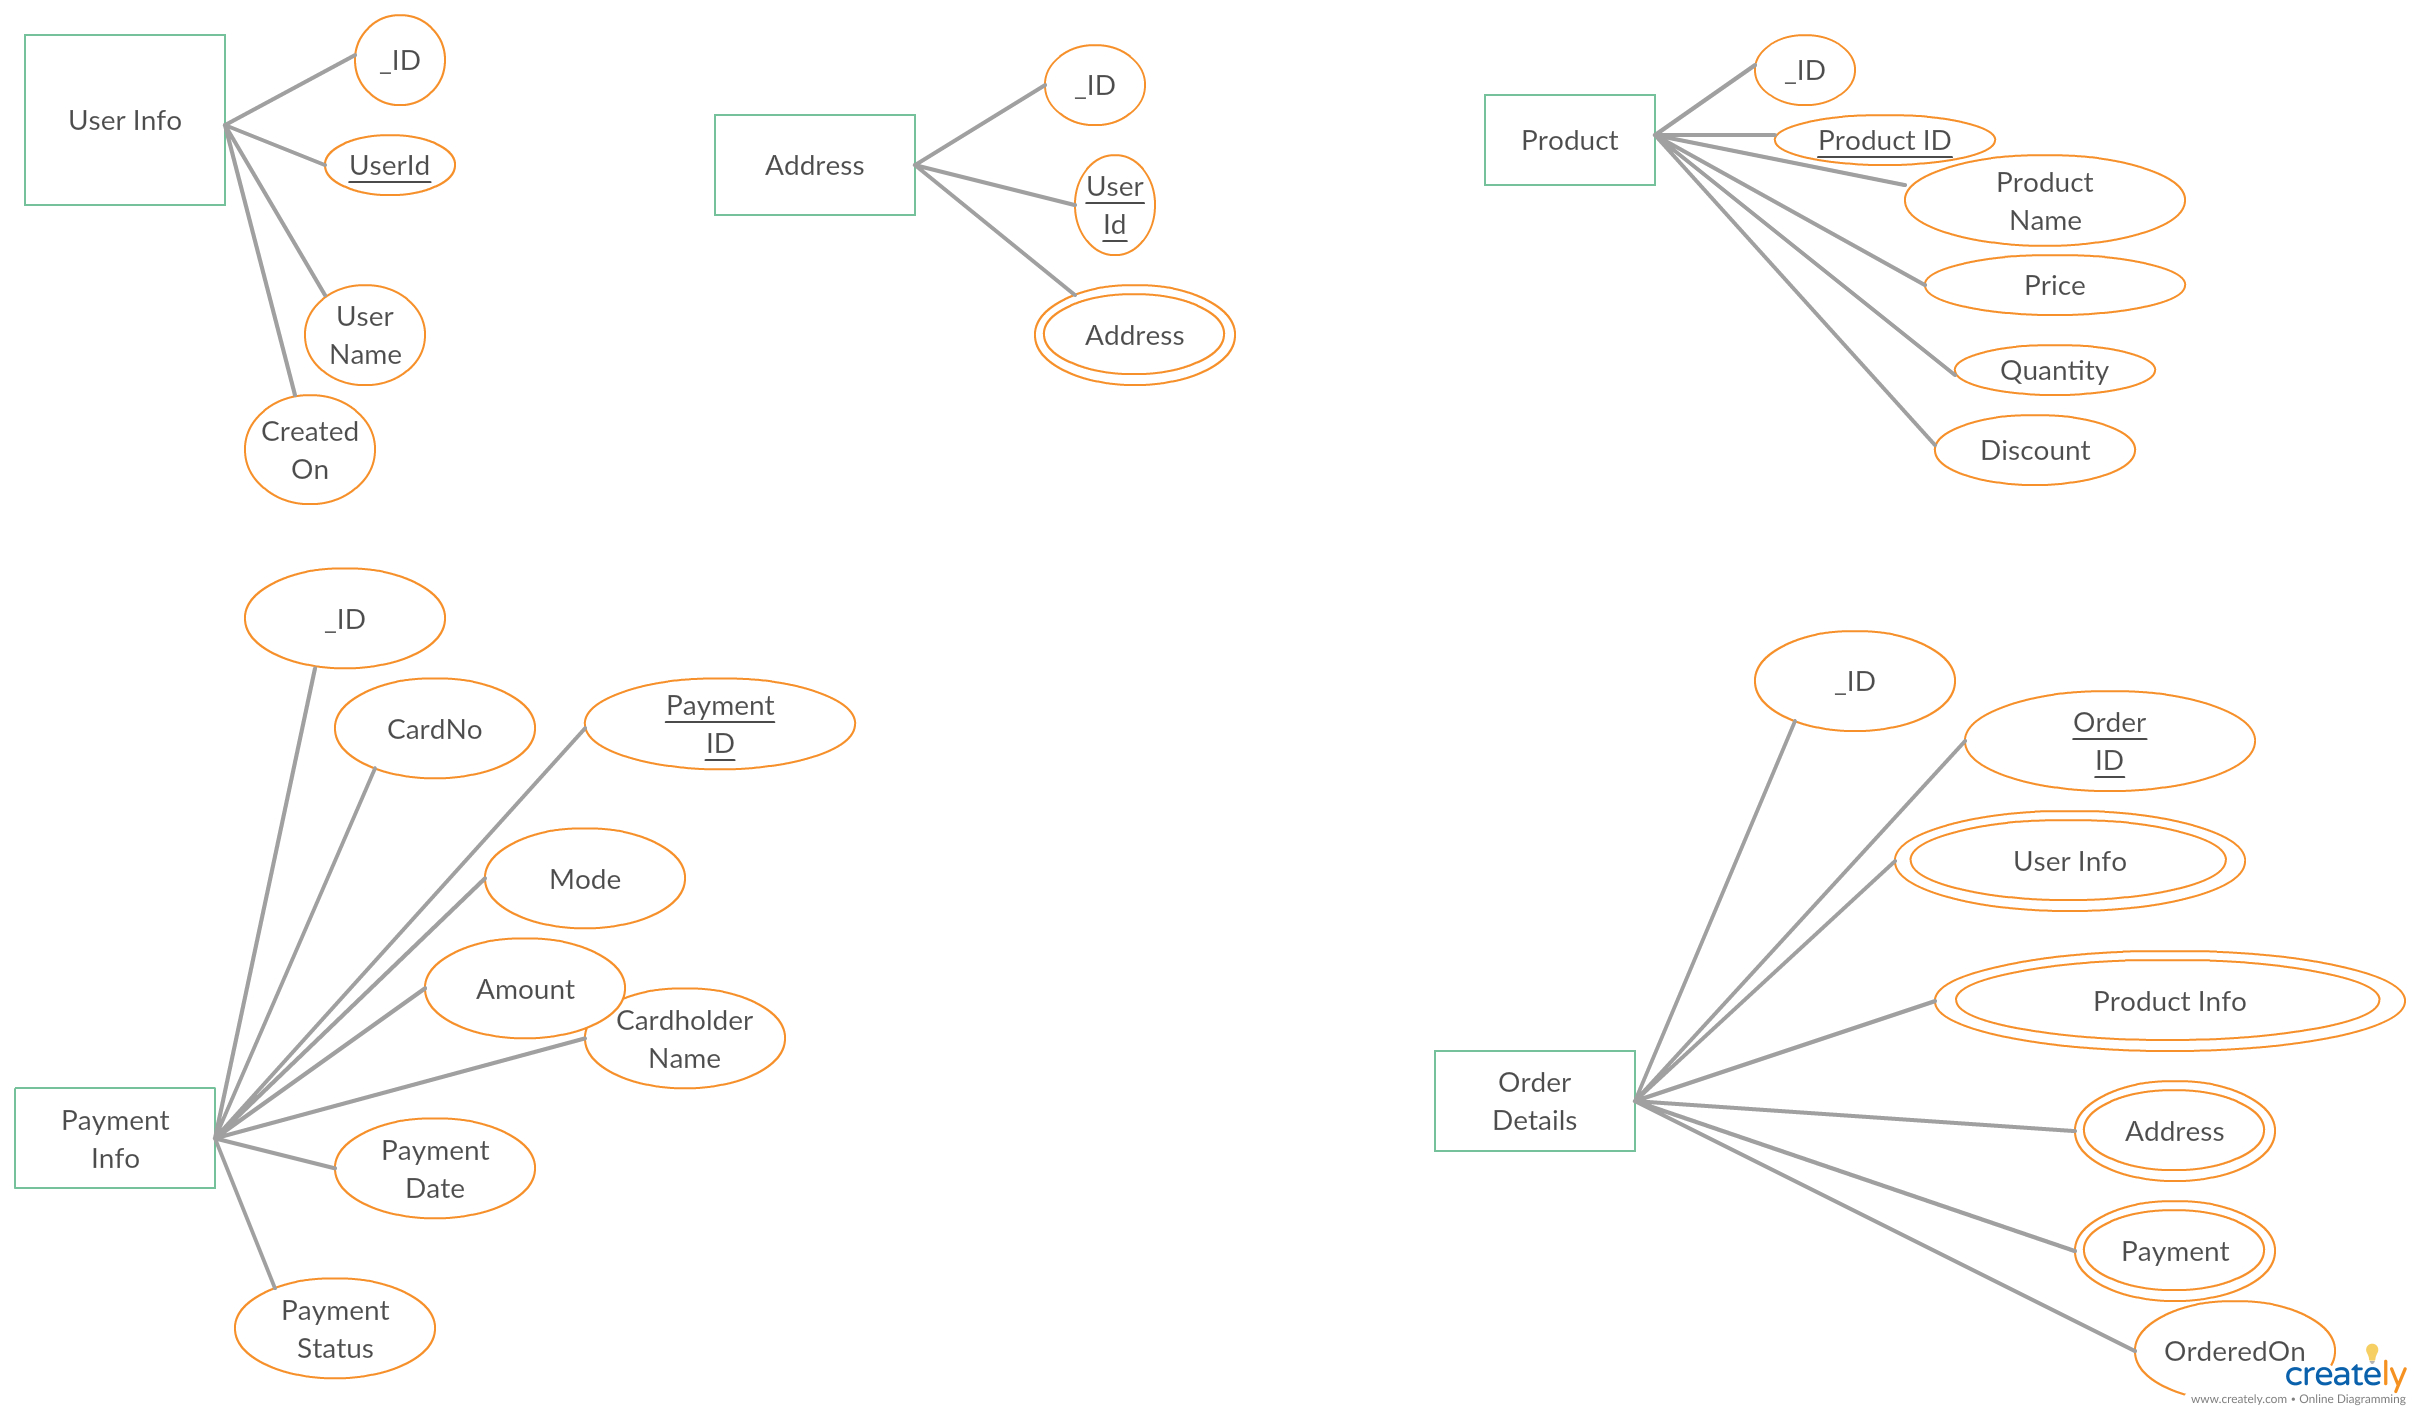 User Info
_ID
UserId
User
Name
Created
On
Address
_ID
User
Id
Address
Product
_ID
Product ID
Product
Name
Price
Quantity
Discount
Payment
Info
_ID
CardNo
Payment
ID
Mode
Amount
Cardholder
Name
Payment
Date
Payment
Status
Order
Details
_ID
Order
ID
User Info
Product Info
Address
Payment
OrderedOn
creately
www.creately.com • Online Diagramming